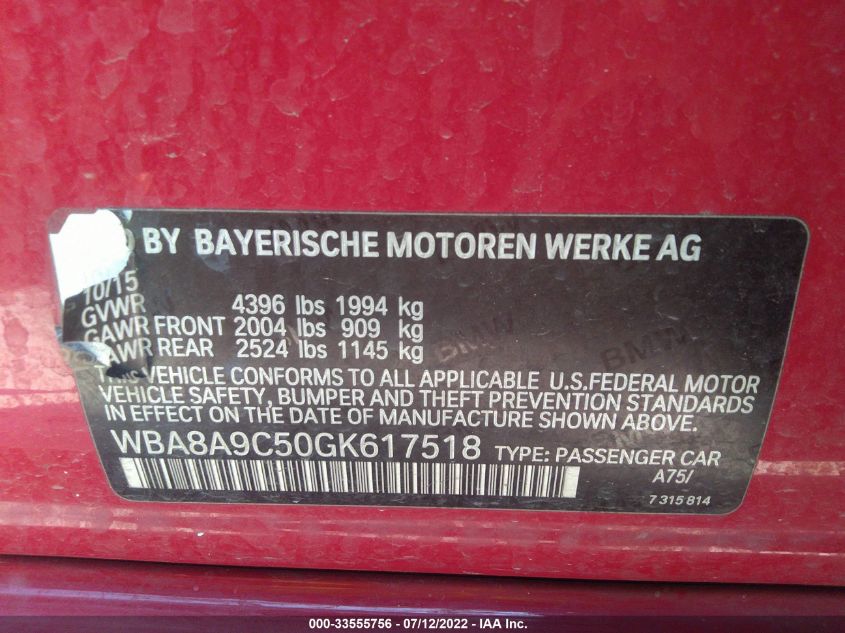 BY BAYERISCHE MOTOREN WERKE AG
10/15
GVWR 4396 lbs 1994 kg
GAWR FRONT 2004 lbs 909 kg
GAWR REAR 2524 lbs 1145 kg
THIS VEHICLE CONFORMS TO ALL APPLICABLE U.S.FEDERAL MOTOR
VEHICLE SAFETY, BUMPER AND THEFT PREVENTION STANDARDS
IN EFFECT ON THE DATE OF MANUFACTURE SHOWN ABOVE.
WBA8A9C50GK617518 TYPE: PASSENGER CAR
A75/
7 315 814
000-33555756 - 07/12/2022 - IAA Inc.